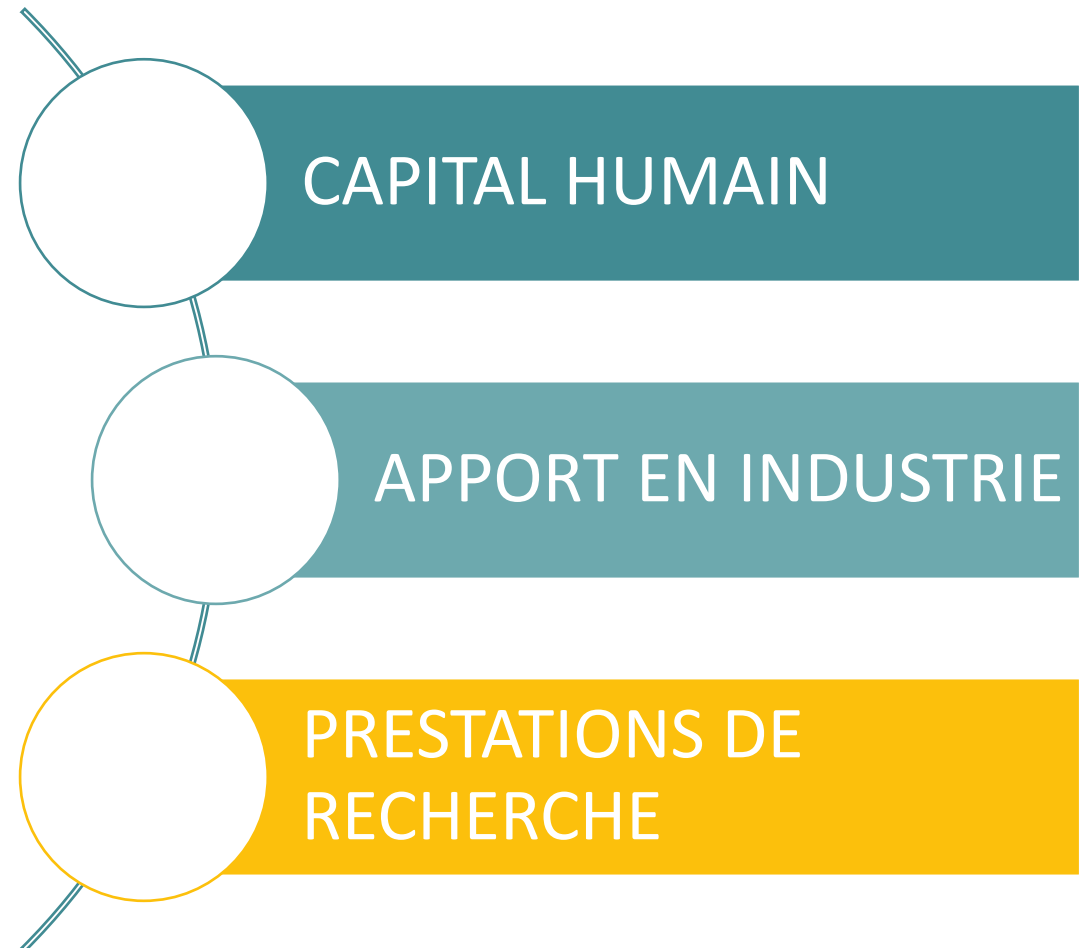 CAPITAL HUMAIN
APPORT EN INDUSTRIE
PRESTATIONS DE
RECHERCHE